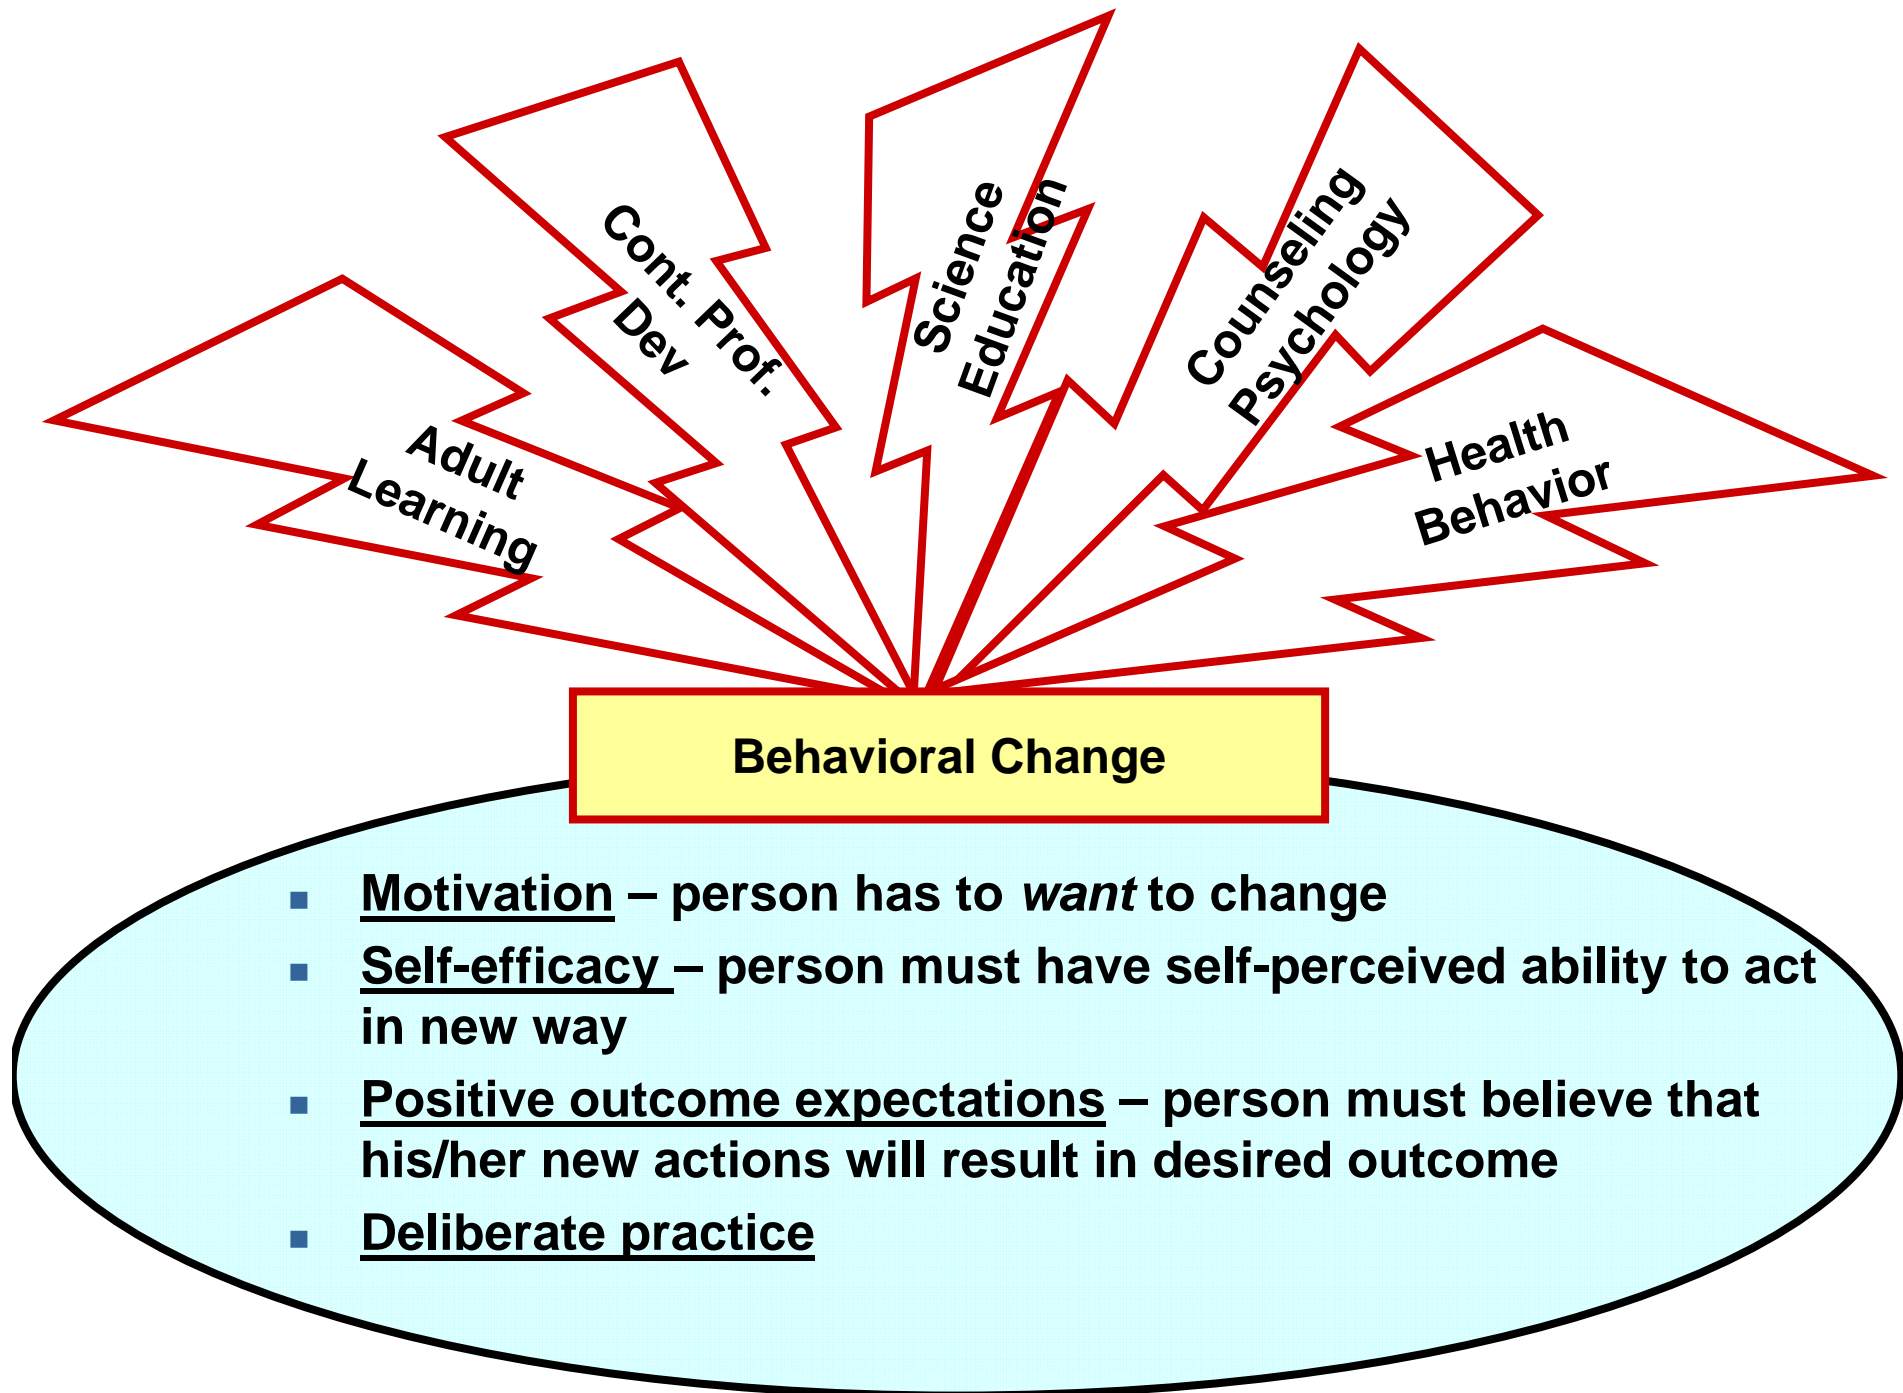 Adult
Learning
Cont. Prof.
Dev
Science
Education
Counseling
Psychology
Health
Behavior
Behavioral Change
▪ Motivation – person has to want to change
▪ Self-efficacy – person must have self-perceived ability to act
in new way
▪ Positive outcome expectations – person must believe that
his/her new actions will result in desired outcome
▪ Deliberate practice